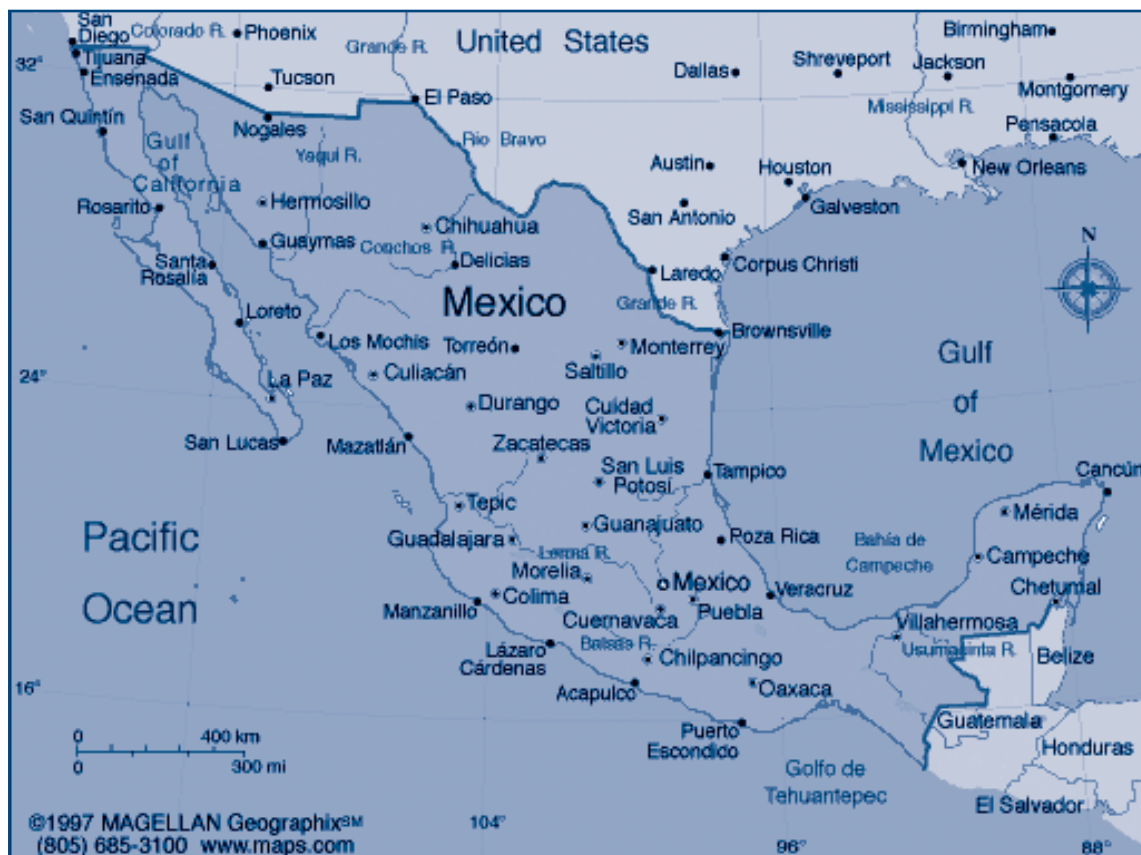 San
Diego
Colorado R.
Phoenix
Grande R.
United States
Birmingham
Tijuana
32°
Ensenada
Tucson
Dallas
Shreveport
Jackson
Montgomery
El Paso
Mississippi R.
San Quintín
Nogales
Rio Bravo
Pensacola
Gulf
of
California
Yaqui R.
Austin
Houston
New Orleans
Rosarito
Hermosillo
Chihuahua
San Antonio
Galveston
N
Guaymas
Conchos R.
Santa
Rosalía
Delicias
Laredo
Corpus Christi
Mexico
Loreto
Grande R.
Los Mochis
Torreón
Monterrey
Brownsville
Gulf
of
Mexico
24°
La Paz
Culiacán
Saltillo
Durango
Cuidad
Victoria
San Lucas
Mazatlán
Zacatecas
San Luis
Potosí
Tampico
Cancún
Tepic
Mérida
Pacific
Ocean
Guadalajara
Guanajuato
Poza Rica
Bahía de
Campeche
Lerma R.
Campeche
Morelia
Mexico
Colima
Veracruz
Chetumal
Manzanillo
Cuernavaca
Puebla
Villahermosa
Balsas R.
Usumacinta R.
Lázaro
Cárdenas
Chilpancingo
Belize
16°
Acapulco
Oaxaca
Puerto
Escondido
Guatemala
0 400 km
0 300 mi
Honduras
Golfo de
Tehuantepec
El Salvador
©1997 MAGELLAN Geographix℠
(805) 685-3100 www.maps.com
104°
96°
88°